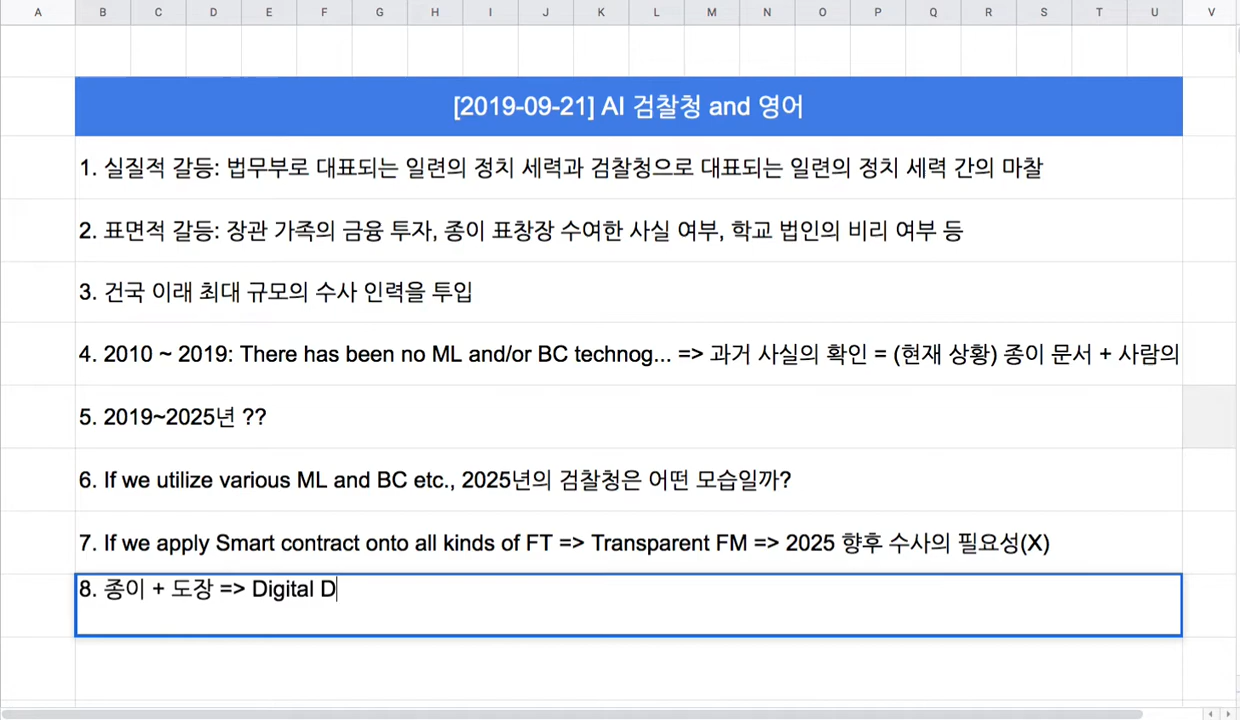 A B C D E F G H I J K L M N O P Q R S T U V
[2019-09-21] AI 검찰청 and 영어
1. 실질적 갈등: 법무부로 대표되는 일련의 정치 세력과 검찰청으로 대표되는 일련의 정치 세력 간의 마찰
2. 표면적 갈등: 장관 가족의 금융 투자, 종이 표창장 수여한 사실 여부, 학교 법인의 비리 여부 등
3. 건국 이래 최대 규모의 수사 인력을 투입
4. 2010 ~ 2019: There has been no ML and/or BC technog... => 과거 사실의 확인 = (현재 상황) 종이 문서 + 사람의
5. 2019~2025년 ??
6. If we utilize various ML and BC etc., 2025년의 검찰청은 어떤 모습일까?
7. If we apply Smart contract onto all kinds of FT => Transparent FM => 2025 향후 수사의 필요성(X)
8. 종이 + 도장 => Digital D